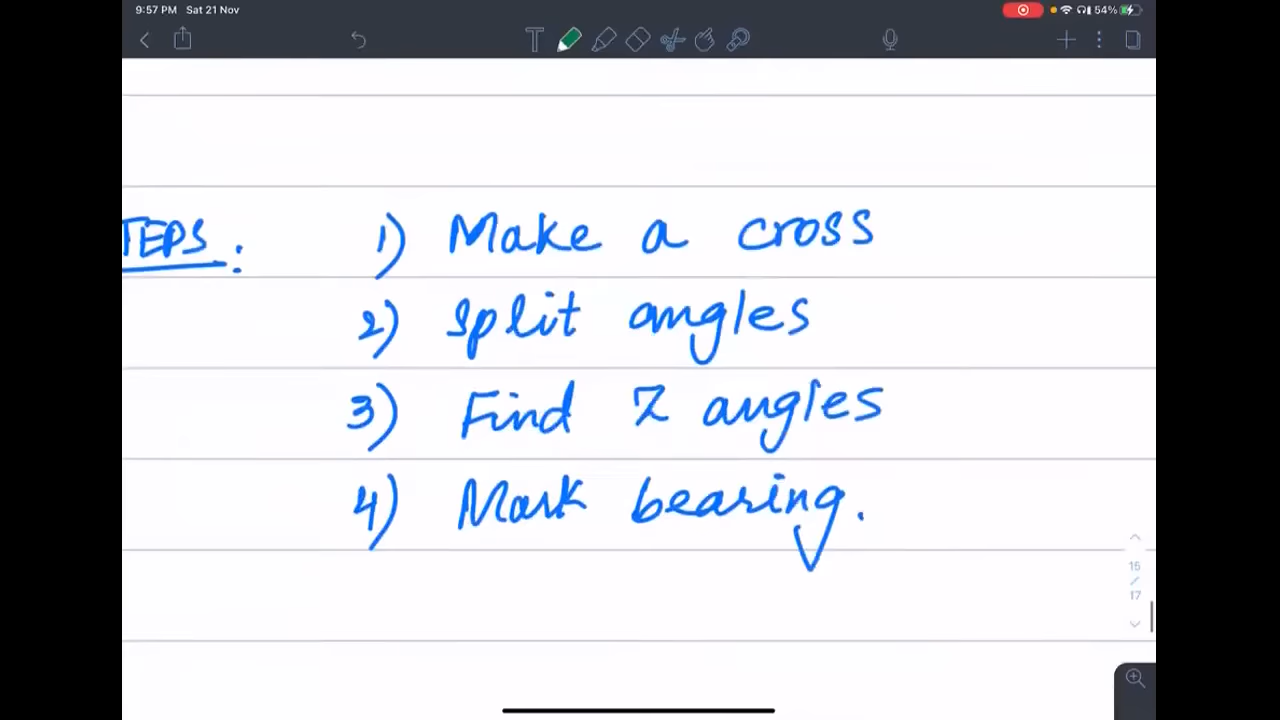 9:57 PM Sat 21 Nov 54%
T
TEPS: 1) Make a cross
2) Split angles
3) Find Z angles
4) Mark bearing.
15
/
17